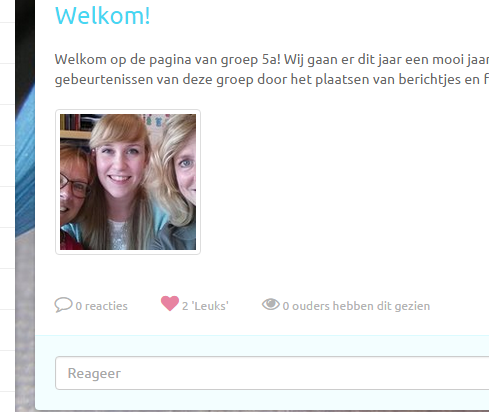 Welkom!
Welkom op de pagina van groep 5a! Wij gaan er dit jaar een mooi jaar
gebeurtenissen van deze groep door het plaatsen van berichtjes en f
0 reacties 2 'Leuks' 0 ouders hebben dit gezien
Reageer